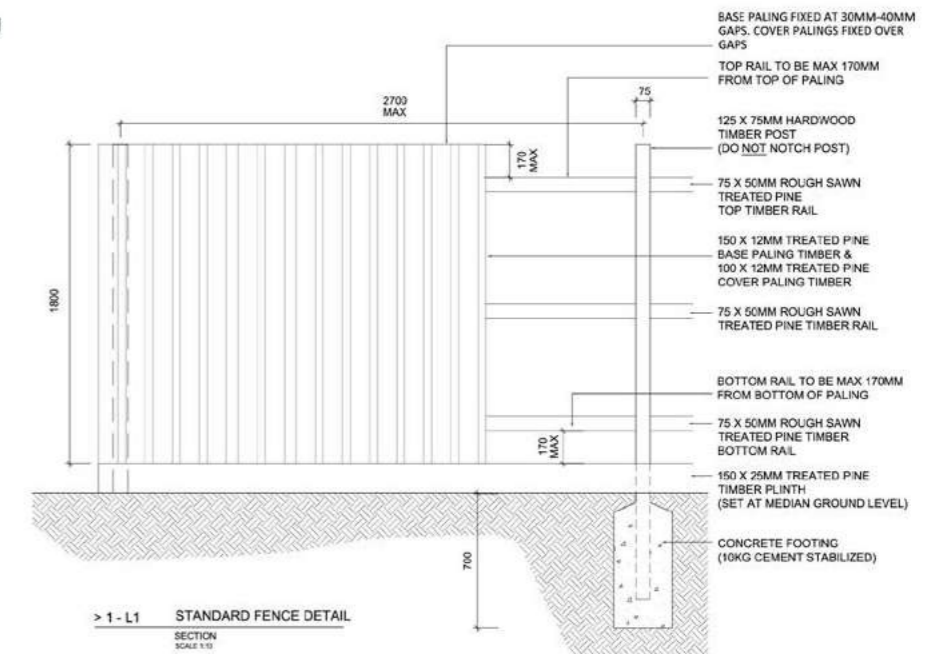 BASE PALING FIXED AT 30MM-40MM
GAPS. COVER PALINGS FIXED OVER
GAPS
TOP RAIL TO BE MAX 170MM
FROM TOP OF PALING
2700
MAX
75
125 X 75MM HARDWOOD
TIMBER POST
(DO NOT NOTCH POST)
170
MAX
75 X 50MM ROUGH SAWN
TREATED PINE
TOP TIMBER RAIL
150 X 12MM TREATED PINE
BASE PALING TIMBER &
100 X 12MM TREATED PINE
COVER PALING TIMBER
1800
75 X 50MM ROUGH SAWN
TREATED PINE TIMBER RAIL
BOTTOM RAIL TO BE MAX 170MM
FROM BOTTOM OF PALING
75 X 50MM ROUGH SAWN
TREATED PINE TIMBER
BOTTOM RAIL
170
MAX
150 X 25MM TREATED PINE
TIMBER PLINTH
(SET AT MEDIAN GROUND LEVEL)
700
CONCRETE FOOTING
(10KG CEMENT STABILIZED)
> 1 - L1 STANDARD FENCE DETAIL
SECTION